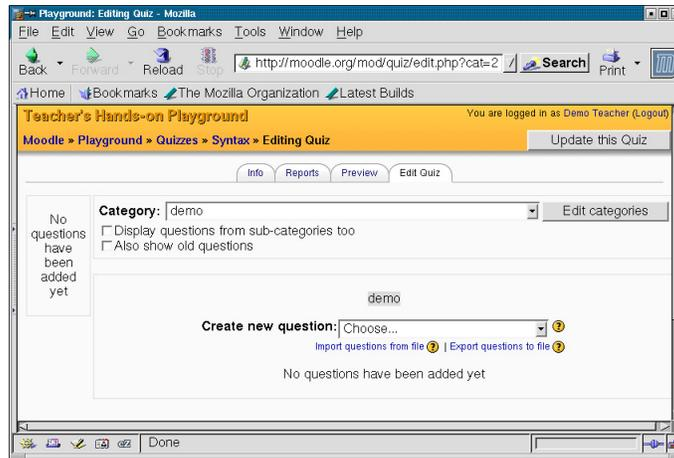 Playground: Editing Quiz - Mozilla
File Edit View Go Bookmarks Tools Window Help
Back Forward Reload Stop http://moodle.org/mod/quiz/edit.php?cat=2 Search Print
Home Bookmarks The Mozilla Organization Latest Builds
Teacher's Hands-on Playground You are logged in as Demo Teacher (Logout)
Moodle » Playground » Quizzes » Syntax » Editing Quiz Update this Quiz
Info Reports Preview Edit Quiz
No
questions
have
been
added
yet
Category: demo Edit categories
Display questions from sub-categories too
Also show old questions
demo
Create new question: Choose... ?
Import questions from file ? | Export questions to file ?
No questions have been added yet
Done